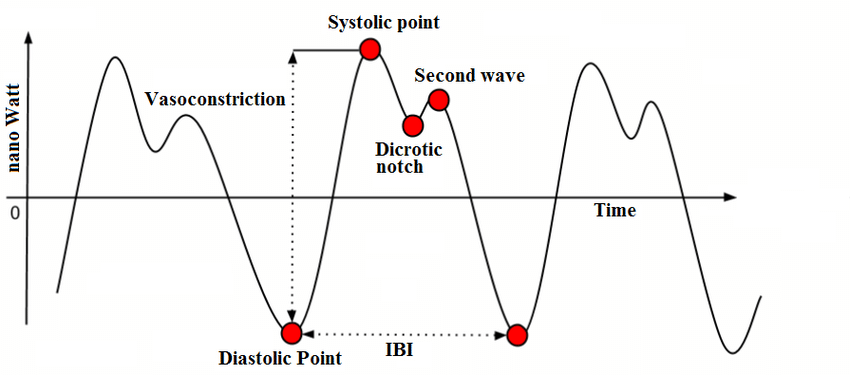 Systolic point
Second wave
Vasoconstriction
nano Watt
Dicrotic
notch
0
Time
IBI
Diastolic Point